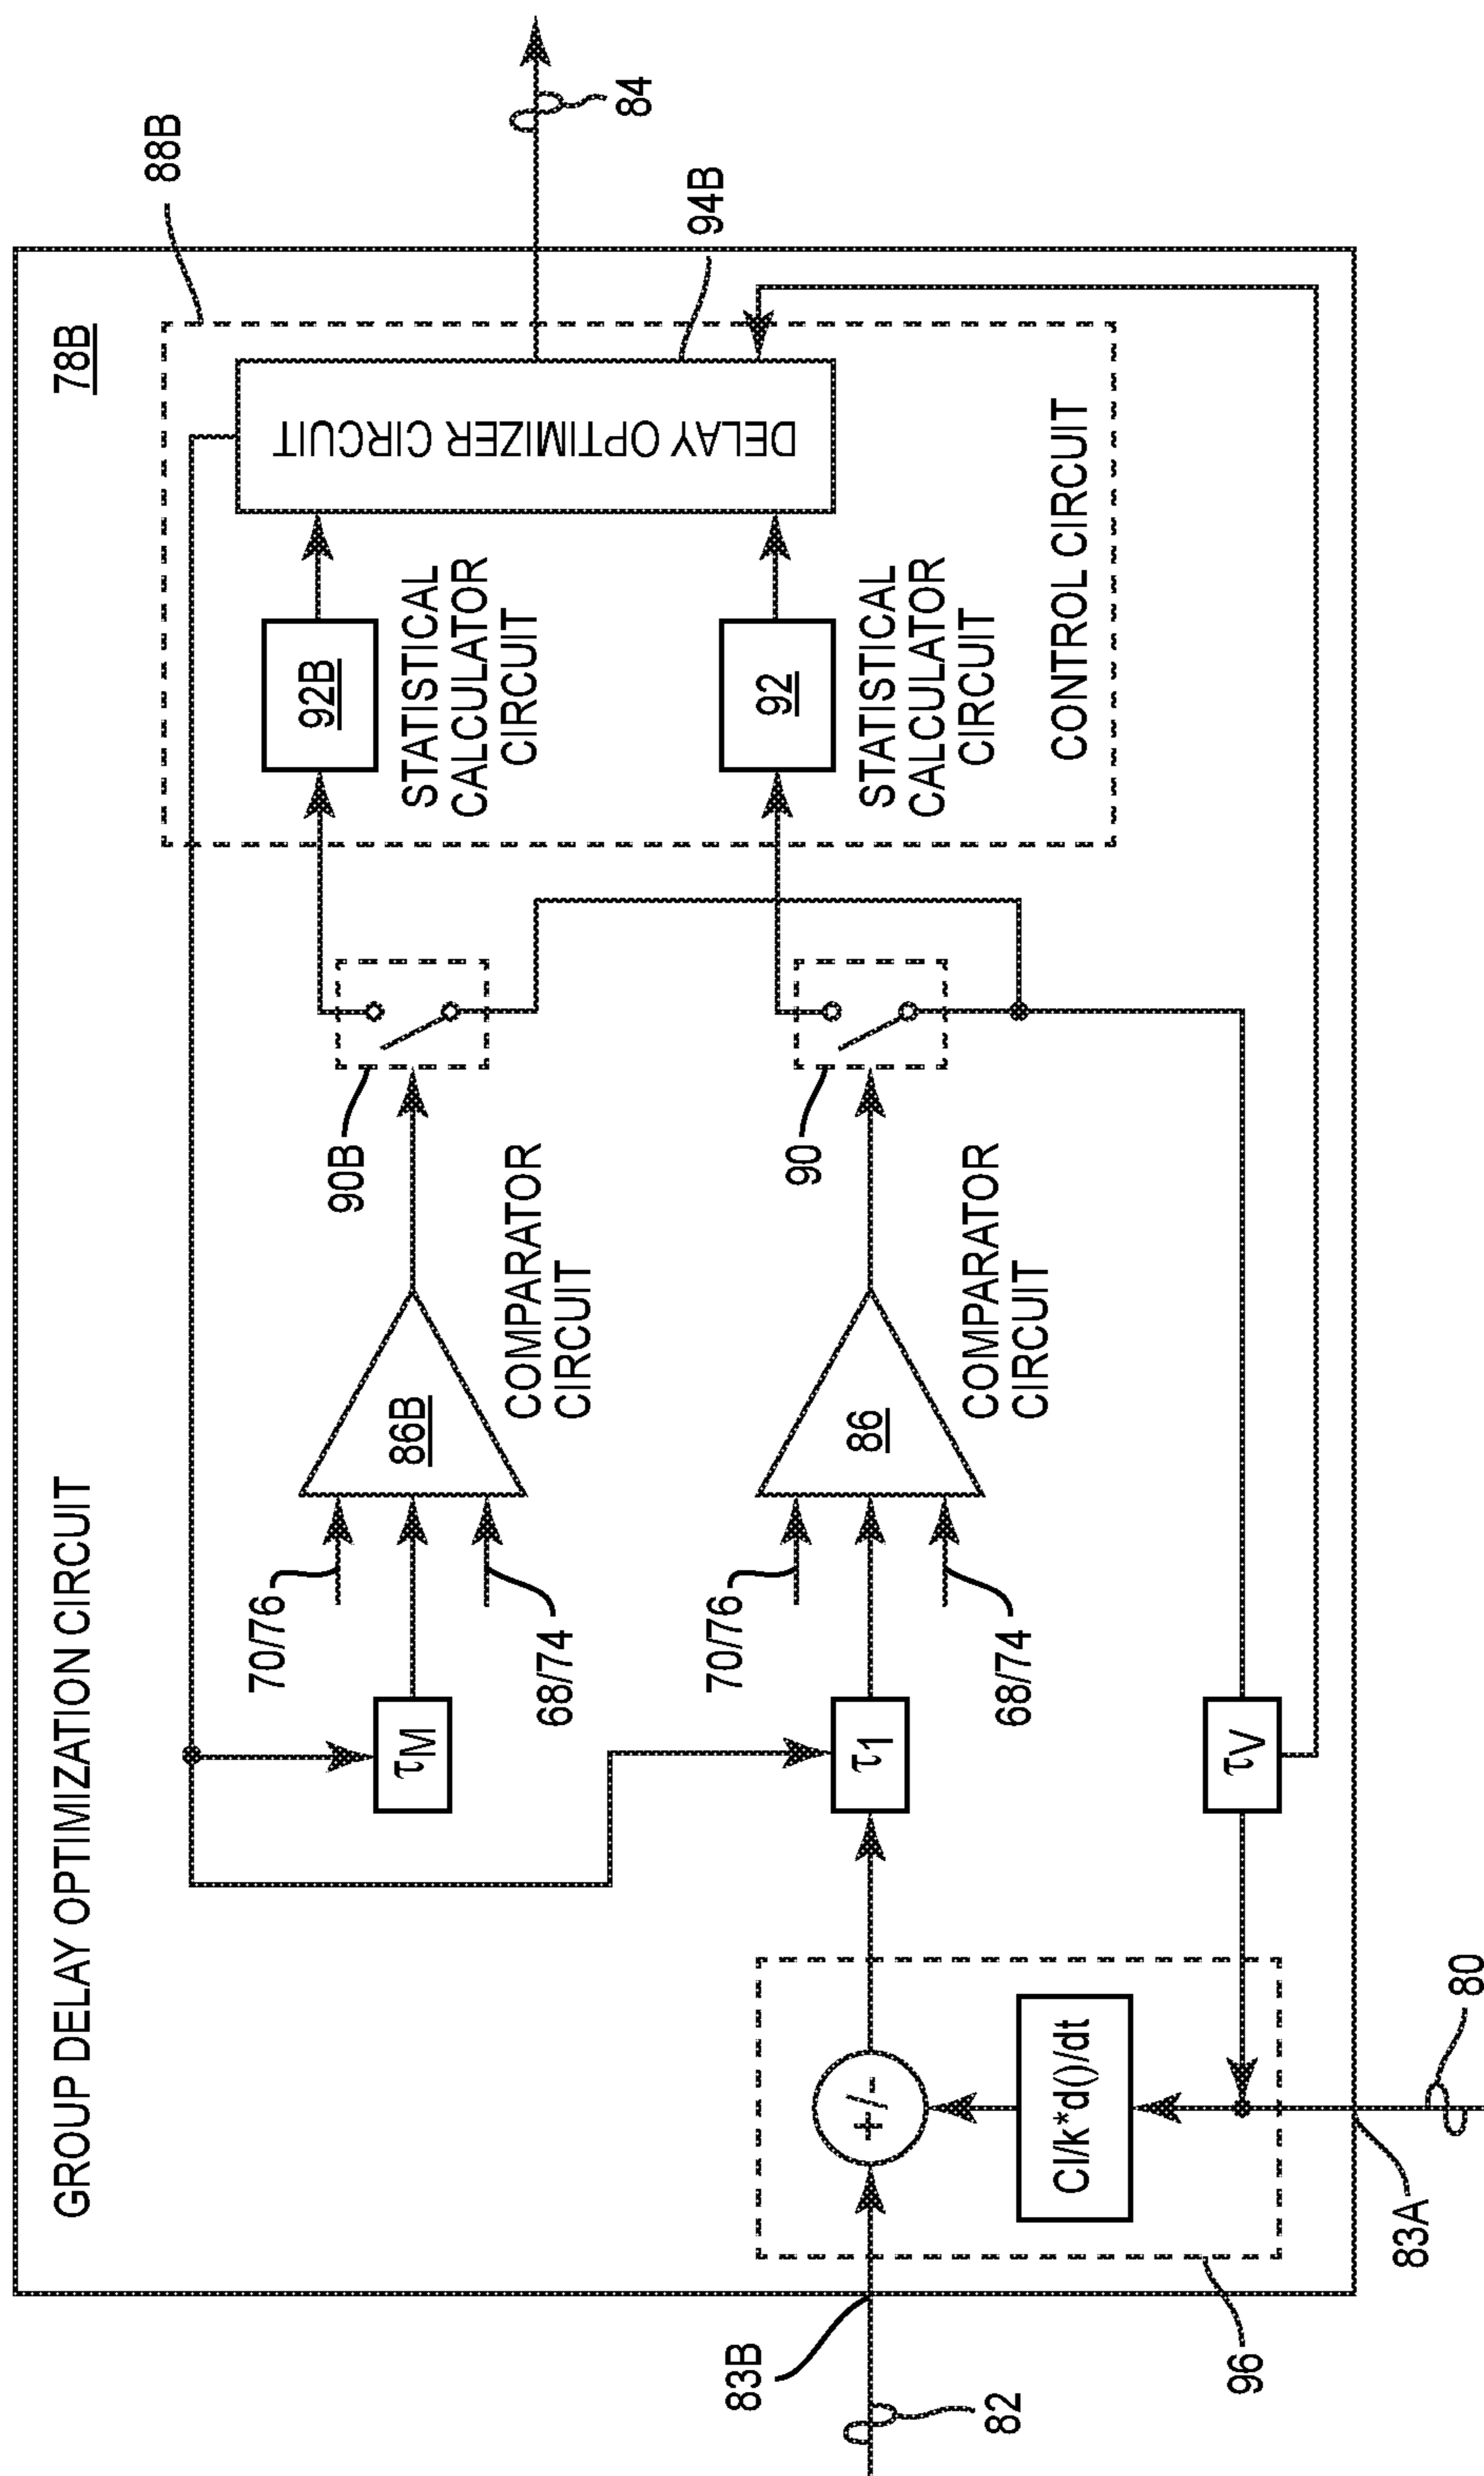 GROUP DELAY OPTIMIZATION CIRCUIT
78B
88B
84
94B
DELAY OPTIMIZER CIRCUIT
92B
STATISTICAL
CALCULATOR
CIRCUIT
92
STATISTICAL
CALCULATOR
CIRCUIT
CONTROL CIRCUIT
90B
90
70/76
86B
68/74
COMPARATOR
CIRCUIT
70/76
86
68/74
COMPARATOR
CIRCUIT
τM
τ1
τV
+/-
CI/k*d()/dt
83B
82
96
83A
80